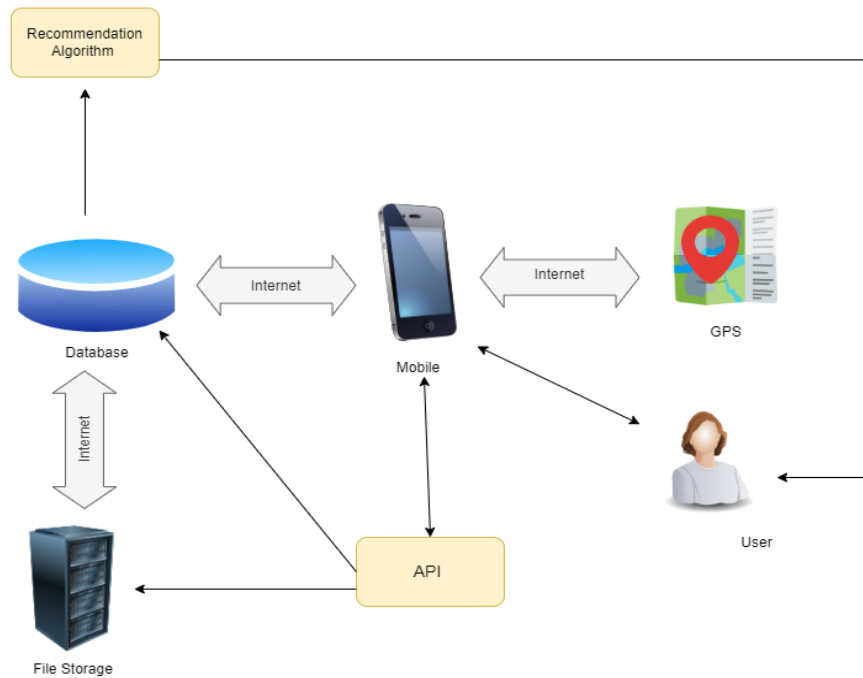 Recommendation
Algorithm
Internet
Internet
GPS
Database
Mobile
Internet
User
API
File Storage